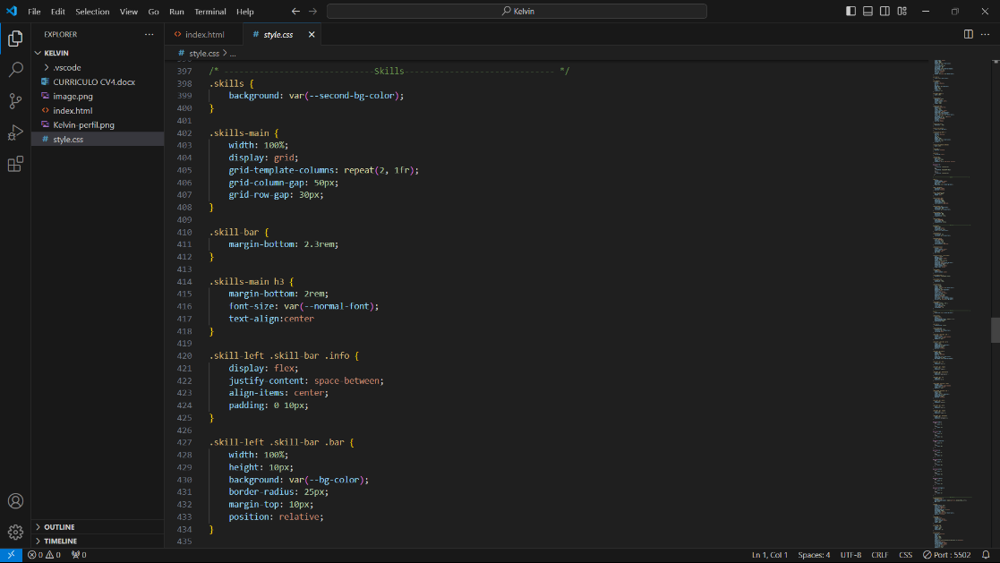 File Edit Selection View Go Run Terminal Help
Kelvin
EXPLORER
KELVIN
.vscode
CURRICULO CV4.docx
image.png
index.html
Kelvin-perfil.png
style.css
OUTLINE
TIMELINE
index.html
style.css
style.css > ...
397 /* ------------------------------Skills------------------------------ */
398 .skills {
399 background: var(--second-bg-color);
400 }
401
402 .skills-main {
403 width: 100%;
404 display: grid;
405 grid-template-columns: repeat(2, 1fr);
406 grid-column-gap: 50px;
407 grid-row-gap: 30px;
408 }
409
410 .skill-bar {
411 margin-bottom: 2.3rem;
412 }
413
414 .skills-main h3 {
415 margin-bottom: 2rem;
416 font-size: var(--normal-font);
417 text-align:center
418 }
419
420 .skill-left .skill-bar .info {
421 display: flex;
422 justify-content: space-between;
423 align-items: center;
424 padding: 0 10px;
425 }
426
427 .skill-left .skill-bar .bar {
428 width: 100%;
429 height: 10px;
430 background: var(--bg-color);
431 border-radius: 25px;
432 margin-top: 10px;
433 position: relative;
434 }
435
0 0 0 Ln 1, Col 1 Spaces: 4 UTF-8 CRLF CSS Port : 5502